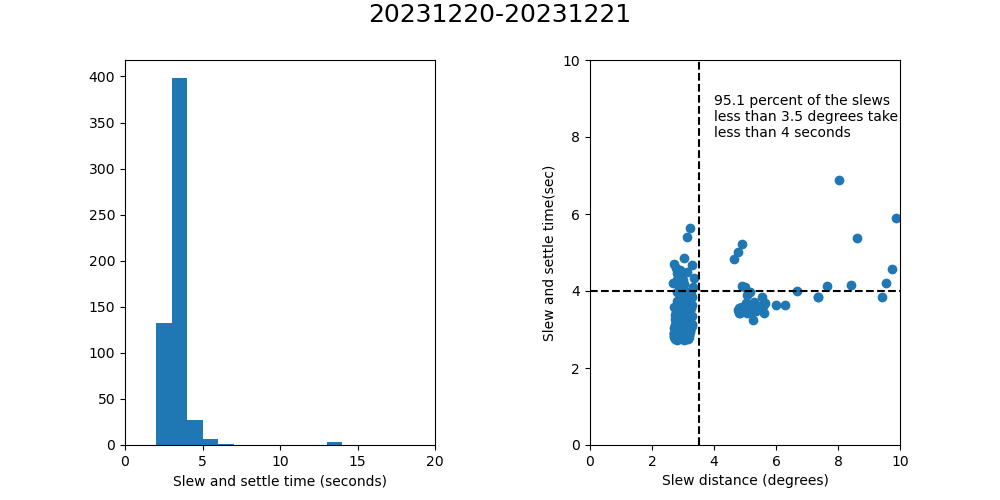 20231220-20231221
400
350
300
250
200
150
100
50
0
0 5 10 15 20
Slew and settle time (seconds)
10
8
6
4
2
0
Slew and settle time(sec)
95.1 percent of the slews
less than 3.5 degrees take
less than 4 seconds
0 2 4 6 8 10
Slew distance (degrees)